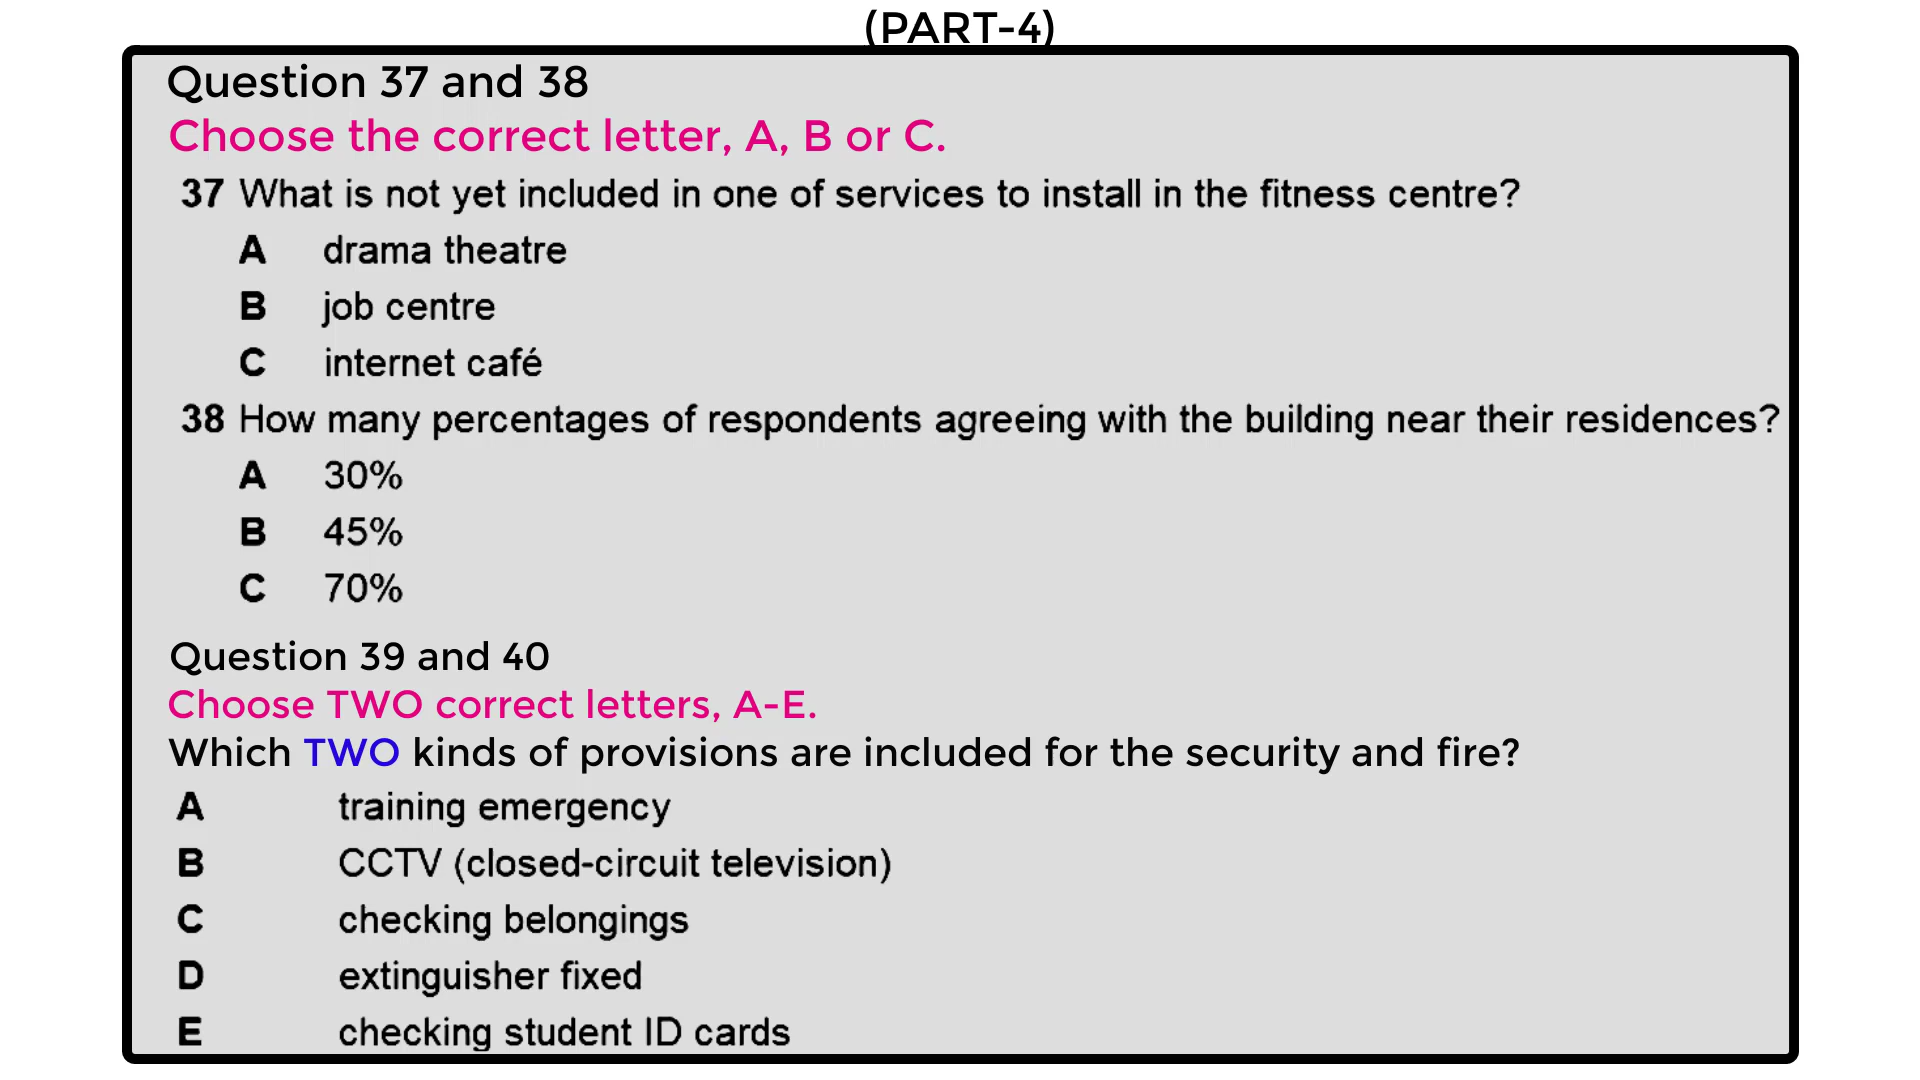 (PART-4)
Question 37 and 38
Choose the correct letter, A, B or C.
37 What is not yet included in one of services to install in the fitness centre?
A drama theatre
B job centre
C internet café
38 How many percentages of respondents agreeing with the building near their residences?
A 30%
B 45%
C 70%
Question 39 and 40
Choose TWO correct letters, A-E.
Which TWO kinds of provisions are included for the security and fire?
A training emergency
B CCTV (closed-circuit television)
C checking belongings
D extinguisher fixed
E checking student ID cards